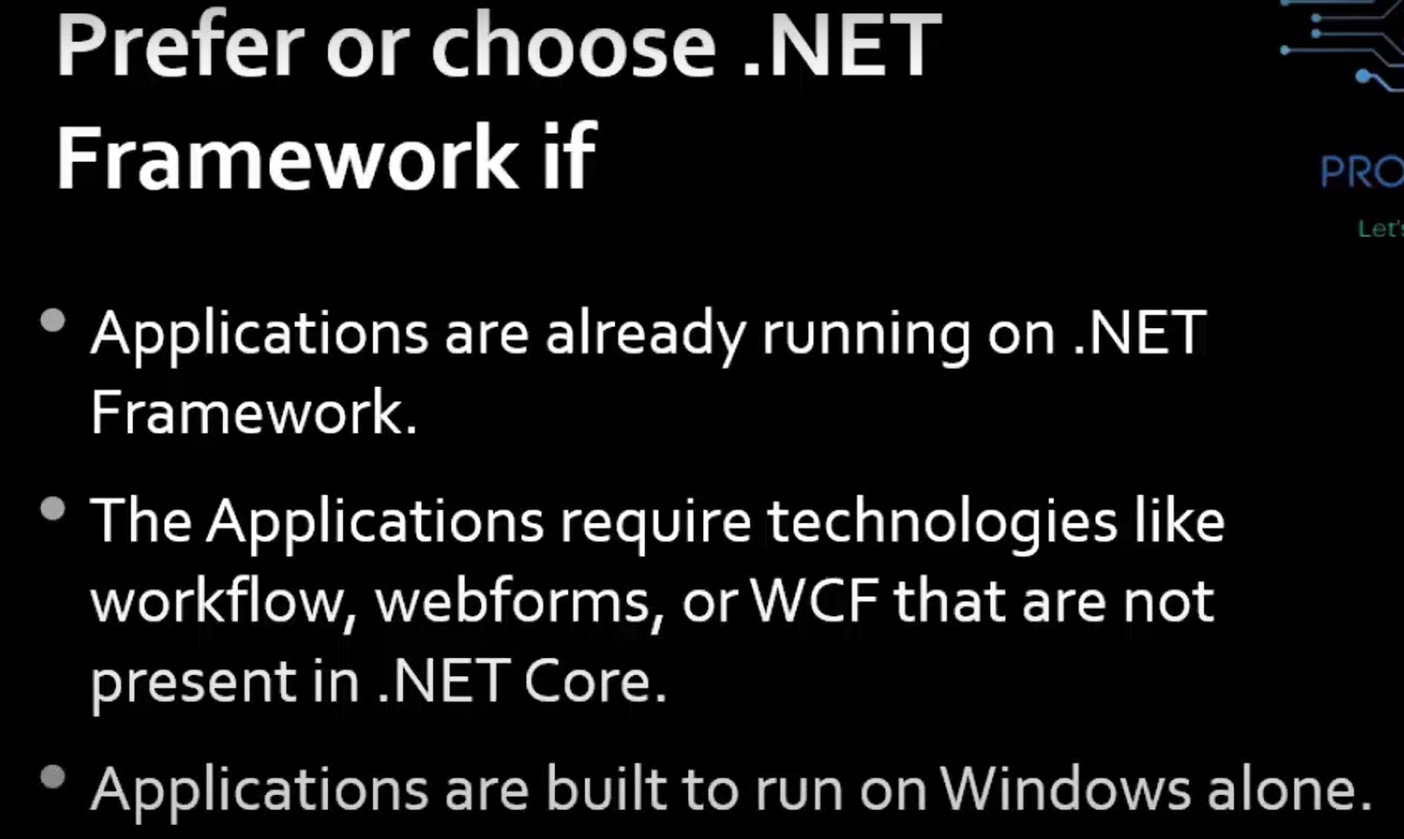 Prefer or choose .NET
Framework if
PRO
Let's
• Applications are already running on .NET
Framework.
• The Applications require technologies like
workflow, webforms, or WCF that are not
present in .NET Core.
• Applications are built to run on Windows alone.